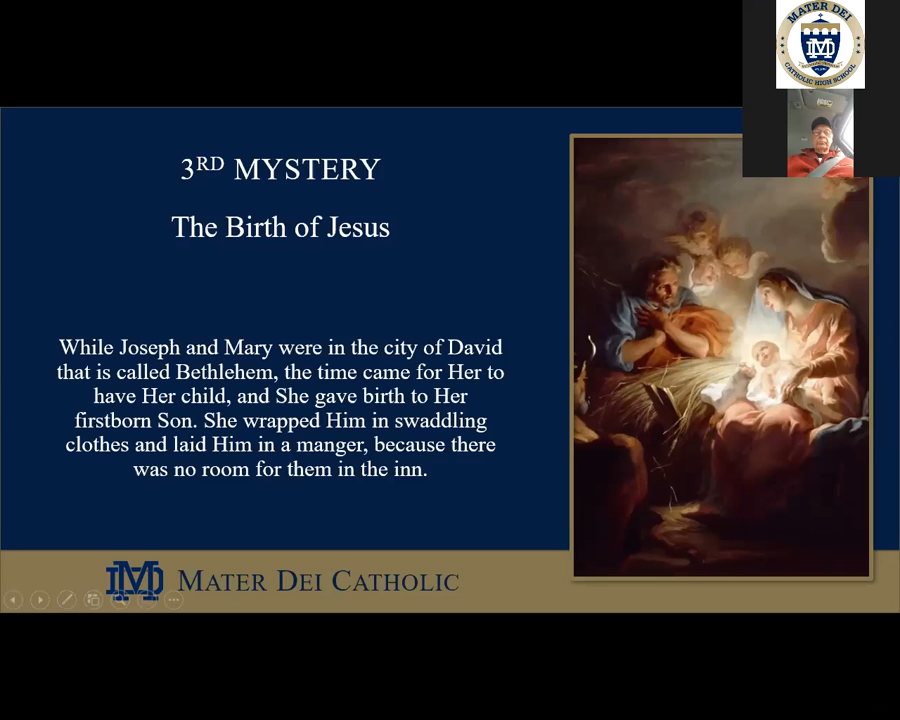 3RD MYSTERY
The Birth of Jesus
While Joseph and Mary were in the city of David
that is called Bethlehem, the time came for Her to
have Her child, and She gave birth to Her
firstborn Son. She wrapped Him in swaddling
clothes and laid Him in a manger, because there
was no room for them in the inn.
MD MATER DEI CATHOLIC
MATER DEI
MD
CATHOLIC HIGH SCHOOL